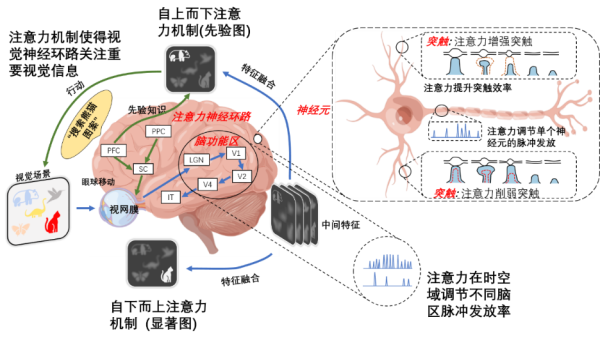 自上而下注意
力机制(先验图)
注意力机制使得视
觉神经环路关注重
要视觉信息
行动
“搜索熊猫
图案”
先验知识
注意力神经环路
特征融合
脑功能区
PPC
PFC
SC
LGN
V1
V2
V4
IT
眼球移动
视网膜
视觉场景
中间特征
特征融合
自下而上注意力
机制 (显著图)
神经元
突触: 注意力增强突触
注意力提升突触效率
注意力调节单个神
经元的脉冲发放
突触: 注意力削弱突触
注意力在时空
域调节不同脑
区脉冲发放率